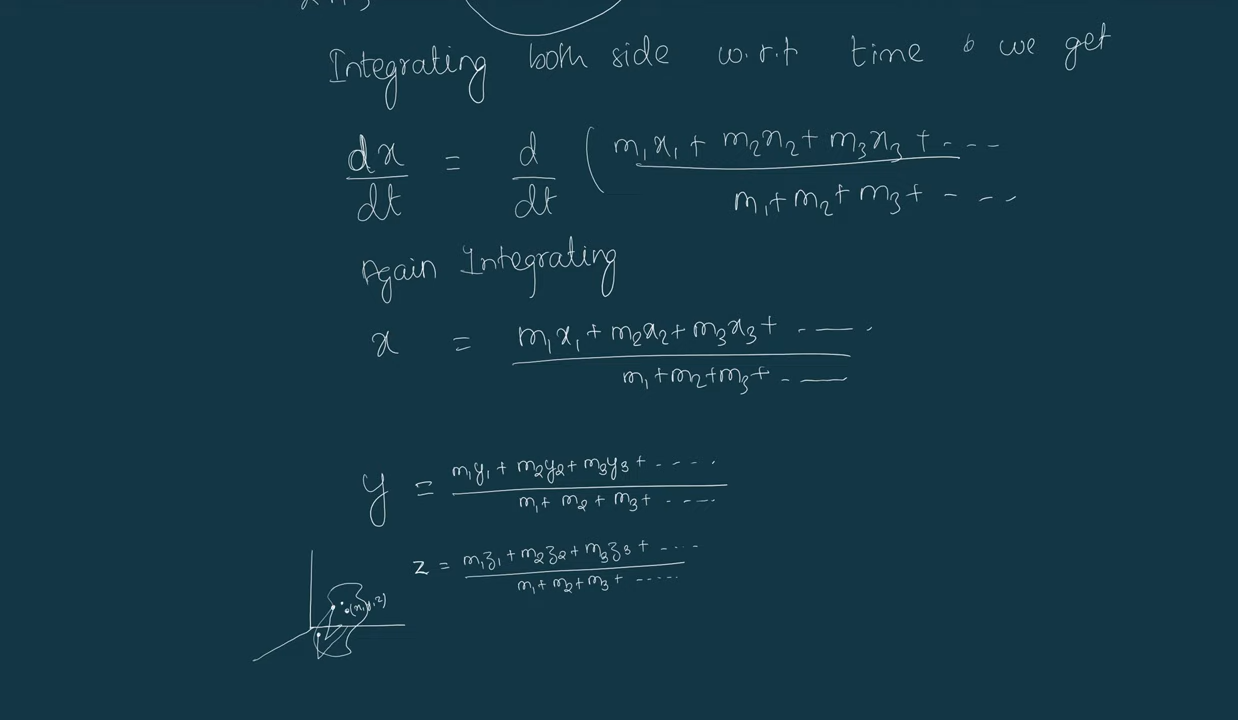 Integrating both side w.r.t time we get
dx/dt = d/dt ( m₁x₁ + m₂x₂ + m₃x₃ + ---- / m₁ + m₂ + m₃ + - - --
Again Integrating
x = m₁x₁ + m₂x₂ + m₃x₃ + ·—— · / m₁ + m₂ + m₃ + - ——
y = m₁y₁ + m₂y₂ + m₃y₃ + ----- / m₁ + m₂ + m₃ + - ----
z = m₁z₁ + m₂z₂ + m₃z₃ + ----- / m₁ + m₂ + m₃ + -----
(x,y,z)